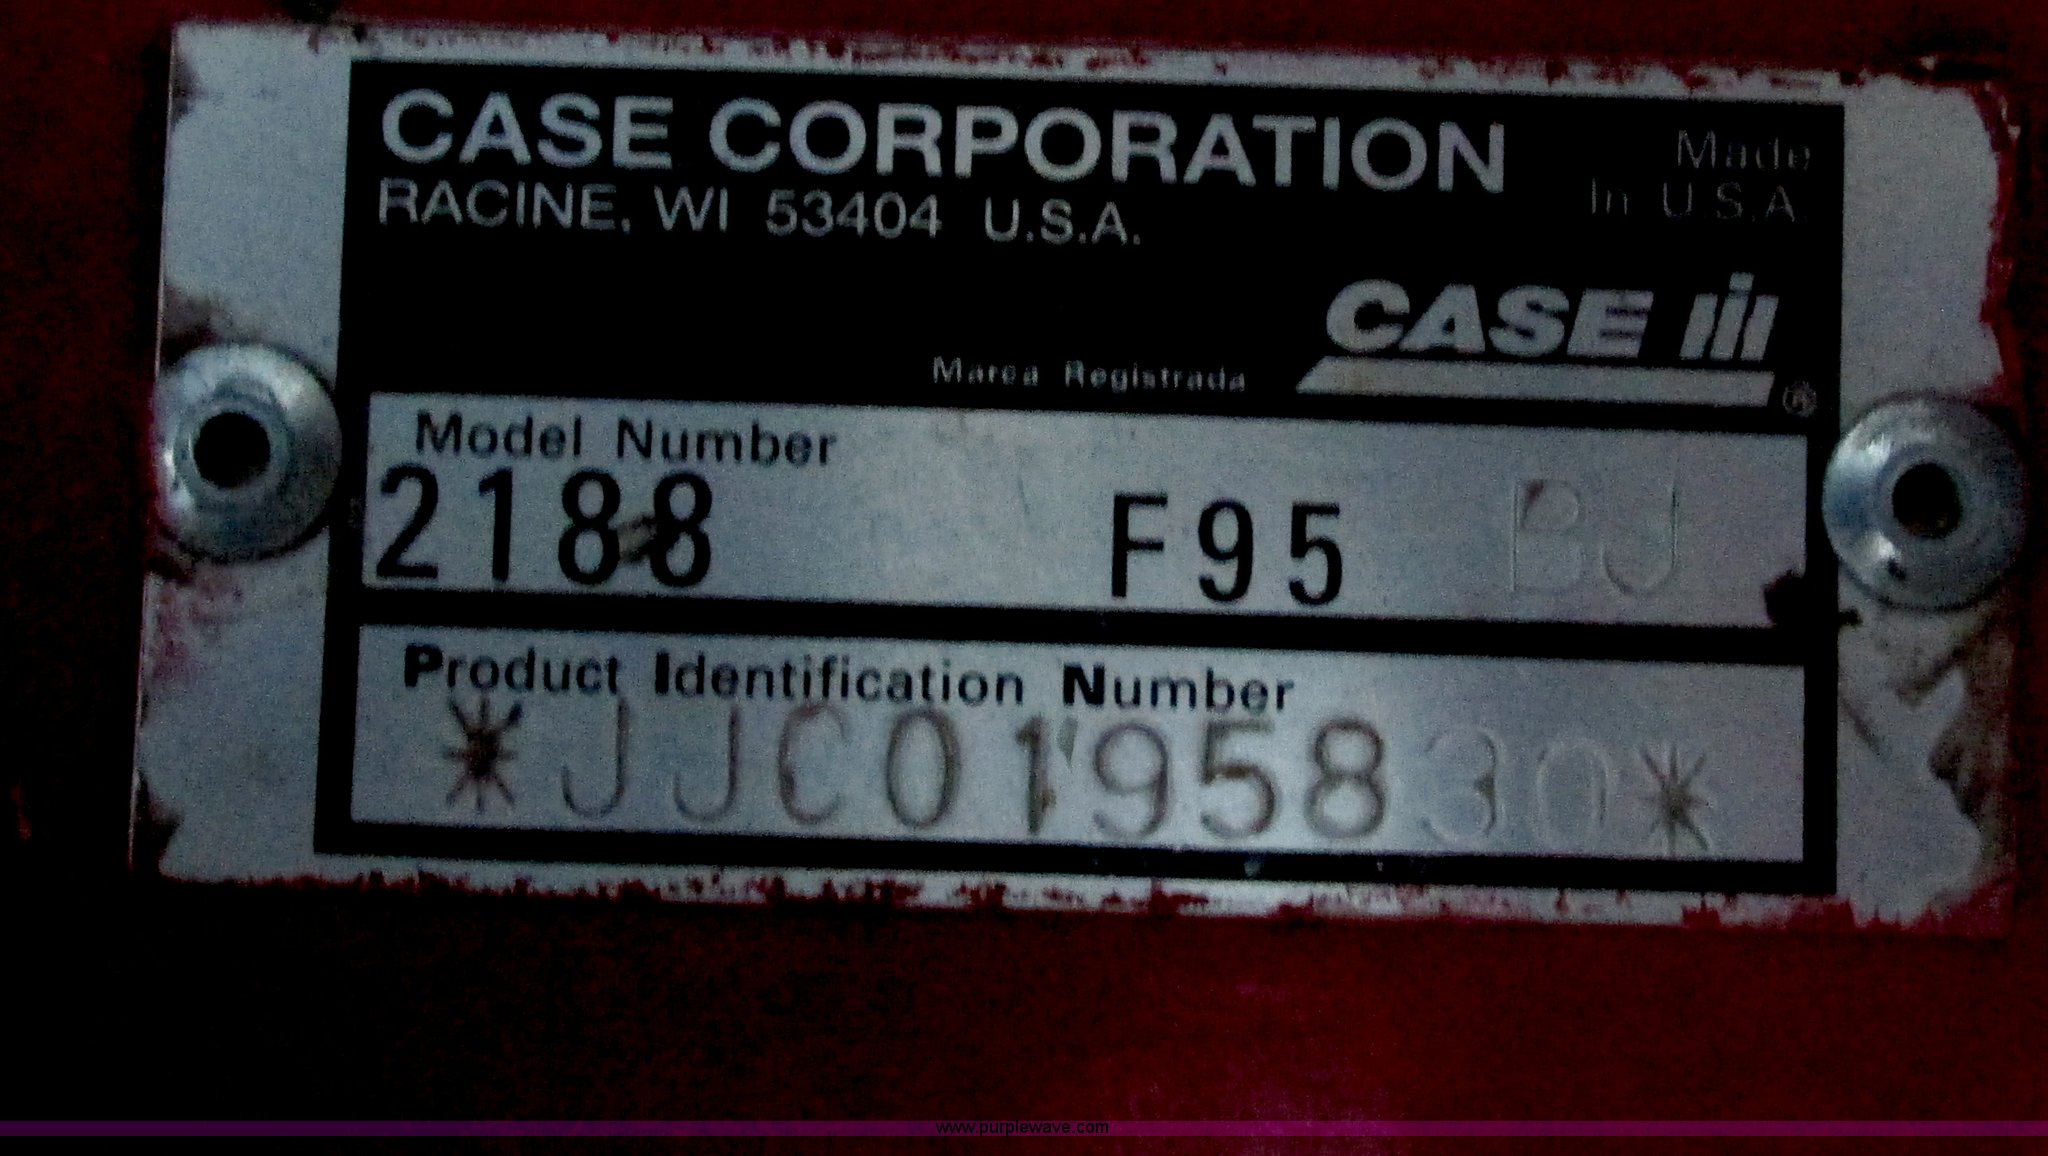 CASE CORPORATION
Made
In U.S.A.
RACINE, WI 53404 U.S.A.
CASE IH
Marca Registrada
®
Model Number
2188 F95 BJ
Product Identification Number
*JJC0195830*
www.purplewave.com